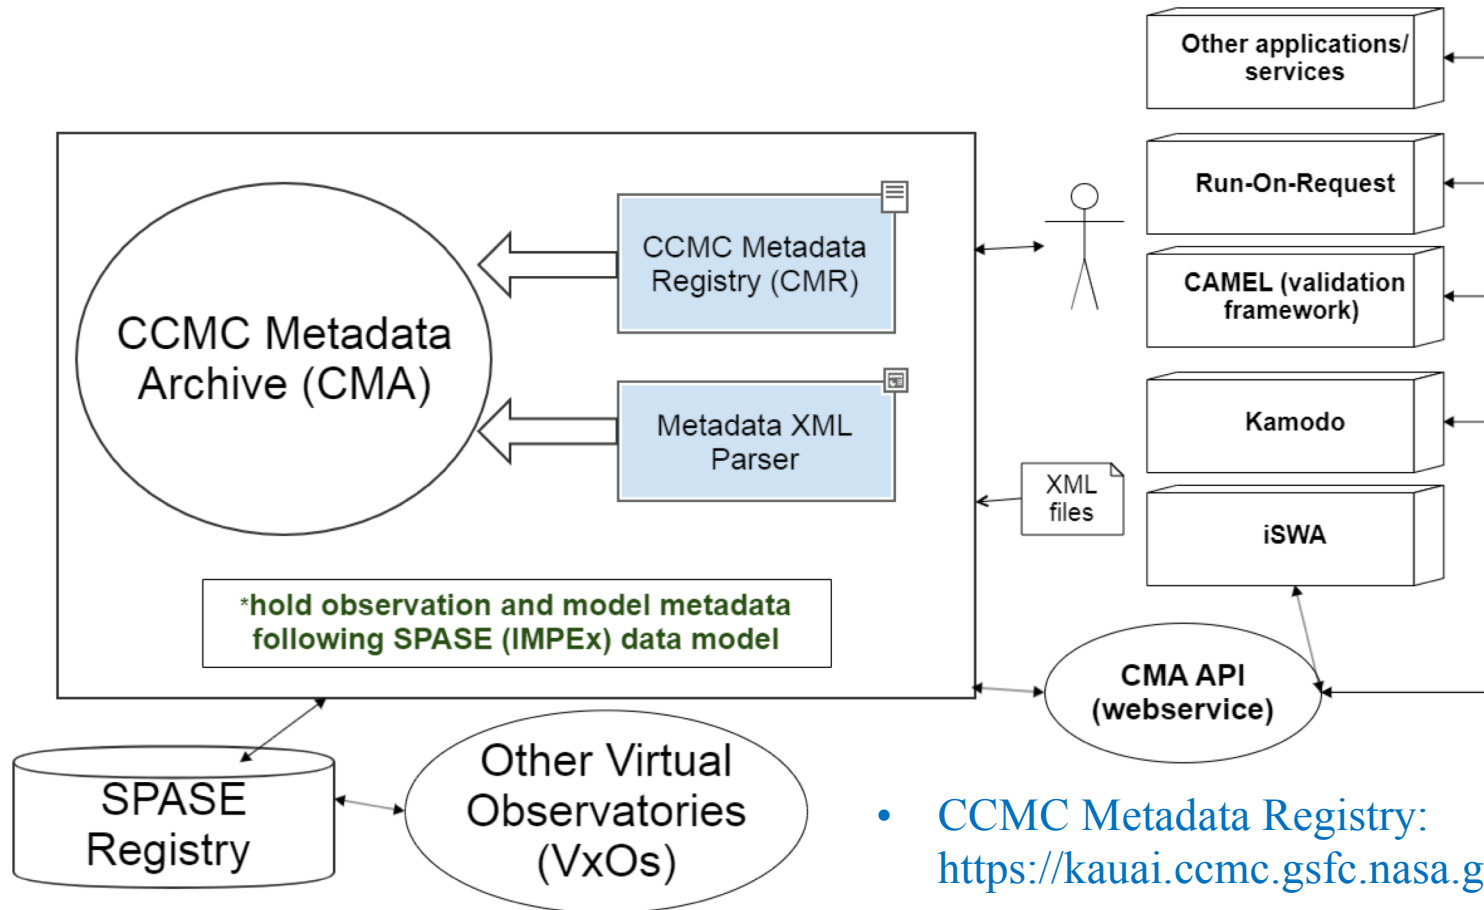 Other applications/
services
Run-On-Request
CAMEL (validation
framework)
Kamodo
iSWA
CCMC Metadata
Registry (CMR)
CCMC Metadata
Archive (CMA)
Metadata XML
Parser
XML
files
*hold observation and model metadata
following SPASE (IMPEx) data model
CMA API
(webservice)
SPASE
Registry
Other Virtual
Observatories
(VxOs)
• CCMC Metadata Registry:
https://kauai.ccmc.gsfc.nasa.g